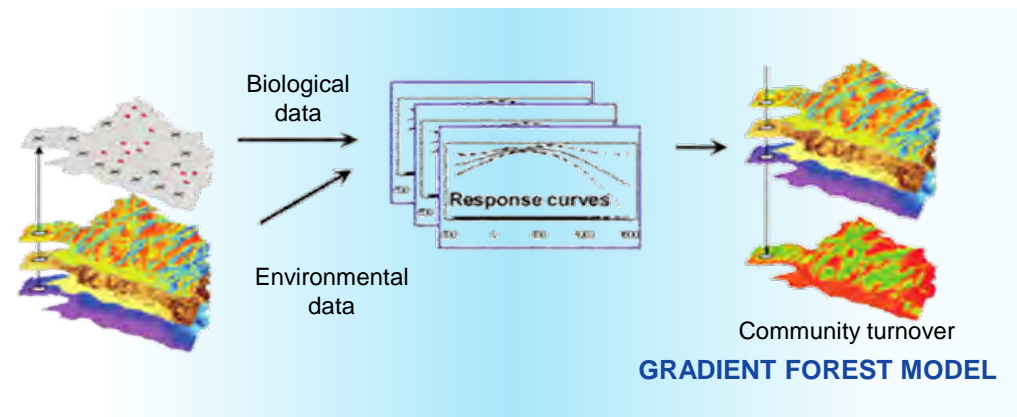 Biological
data
Environmental
data
Response curves
Community turnover
GRADIENT FOREST MODEL